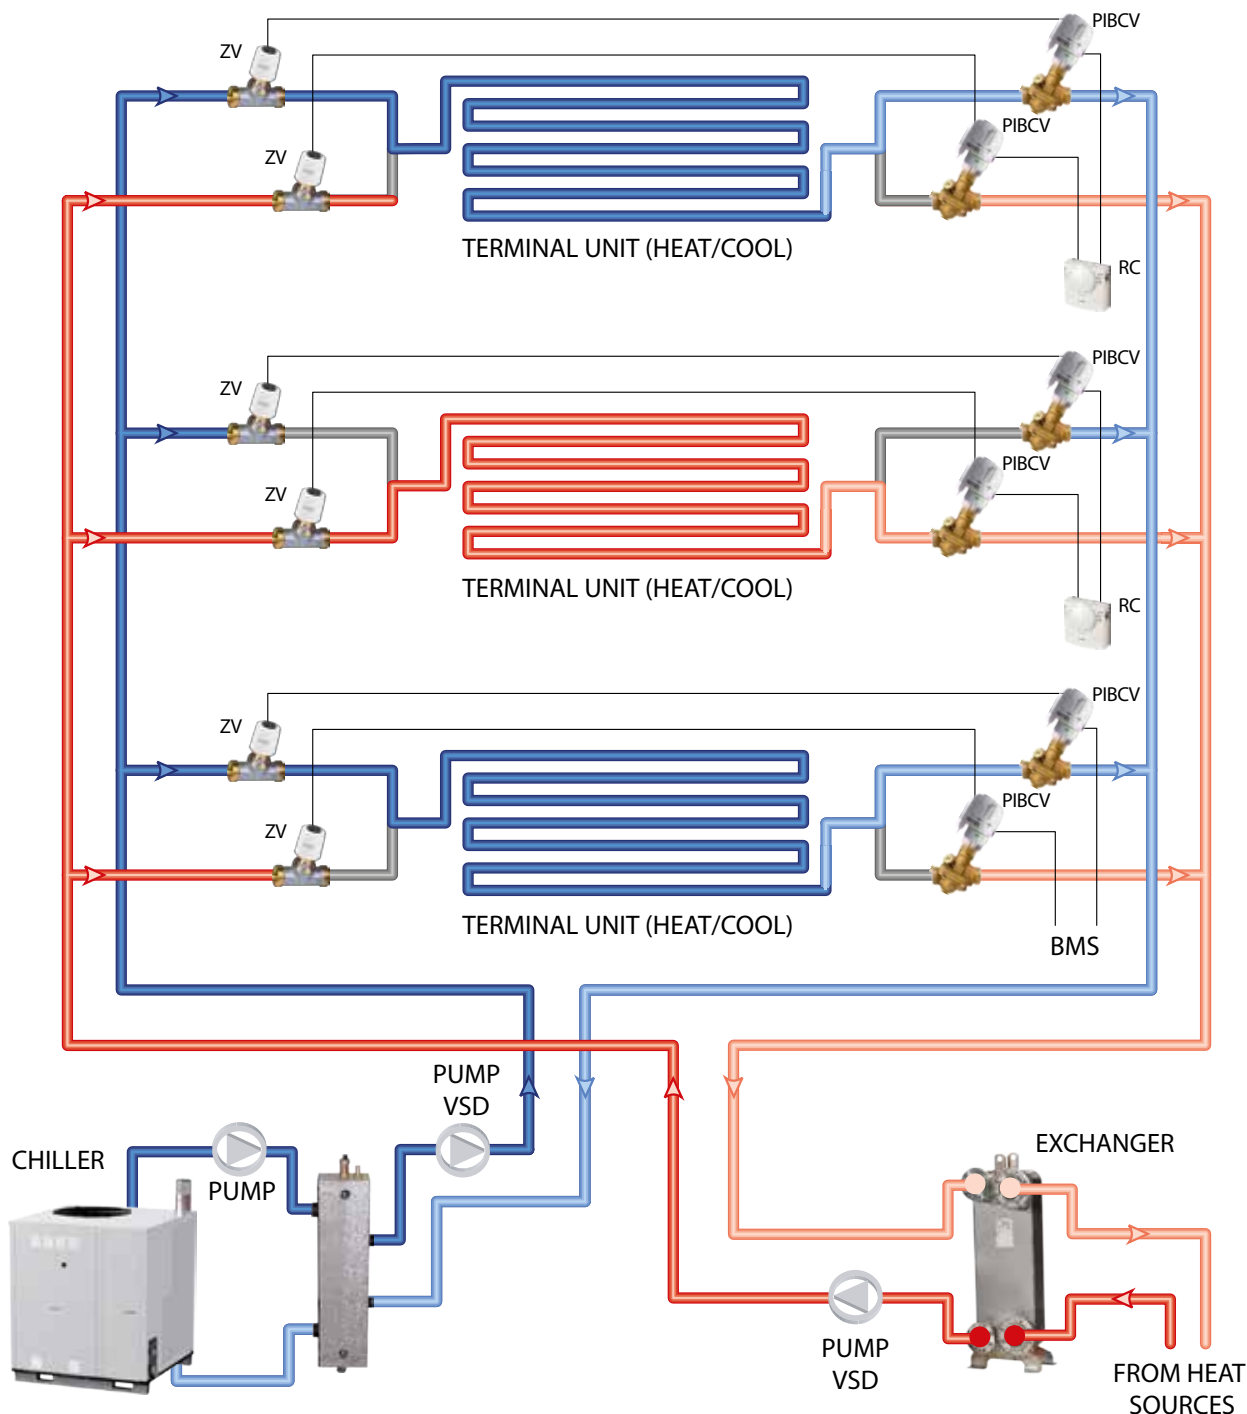 PIBCV
ZV
PIBCV
ZV
TERMINAL UNIT (HEAT/COOL)
RC
PIBCV
ZV
PIBCV
ZV
TERMINAL UNIT (HEAT/COOL)
RC
PIBCV
ZV
PIBCV
ZV
TERMINAL UNIT (HEAT/COOL)
BMS
PUMP
VSD
CHILLER
PUMP
EXCHANGER
PUMP
VSD
FROM HEAT
SOURCES